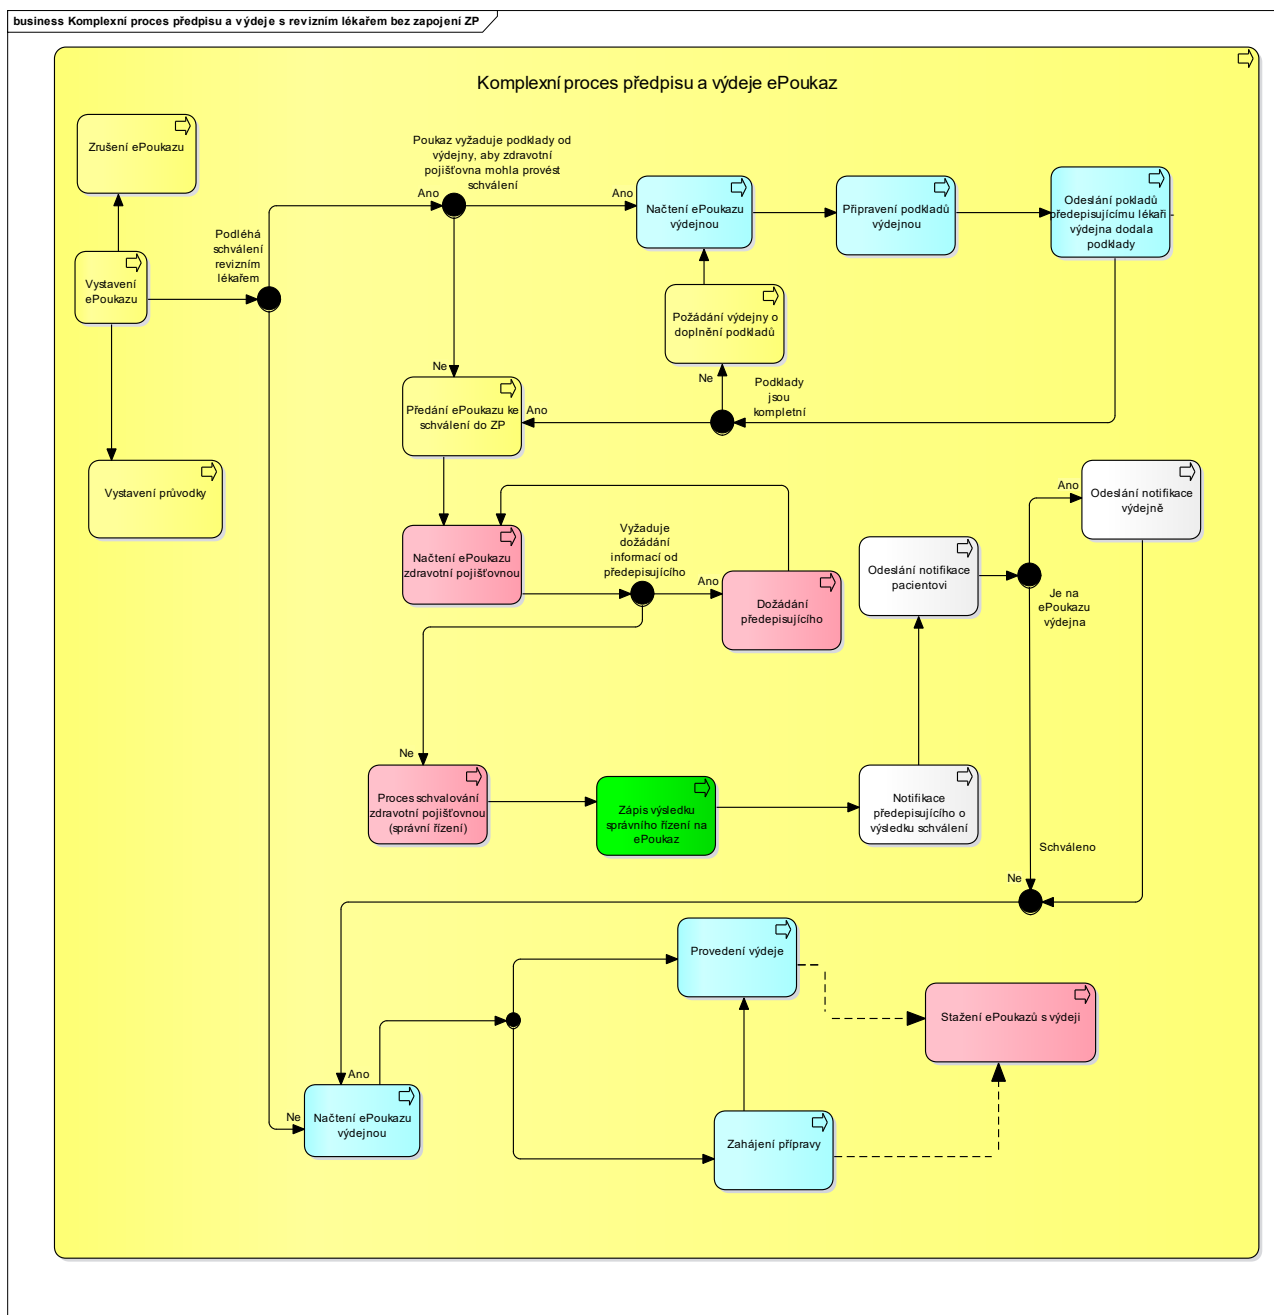 business Komplexní proces předpisu a výdeje s revizním lékařem bez zapojení ZP
Komplexní proces předpisu a výdeje ePoukaz
Zrušení ePoukazu
Poukaz vyžaduje podklady od
výdejny, aby zdravotní
pojišťovna mohla provést
schválení
Ano
Ano
Načtení ePoukazu
výdejnou
Připravení podkladů
výdejnou
Odeslání pokladů
předepisujícímu lékaři -
výdejna dodala
podklady
Podléhá
schválení
revizním
lékařem
Vystavení
ePoukazu
Požádání výdejny o
doplnění podkladů
Ne
Ne
Podklady
jsou
kompletní
Předání ePoukazu ke
schválení do ZP
Ano
Vystavení průvodky
Ano
Odeslání notifikace
výdejně
Načtení ePoukazu
zdravotní pojišťovnou
Vyžaduje
dožádání
informací od
předepisujícího
Ano
Dožádání
předepisujícího
Odeslání notifikace
pacientovi
Je na
ePoukazu
výdejna
Ne
Proces schvalování
zdravotní pojišťovnou
(správní řízení)
Zápis výsledku
správního řízení na
ePoukaz
Notifikace
předepisujícího o
výsledku schválení
Schváleno
Ne
Provedení výdeje
Stažení ePoukazů s výdeji
Ano
Ne
Načtení ePoukazu
výdejnou
Zahájení přípravy